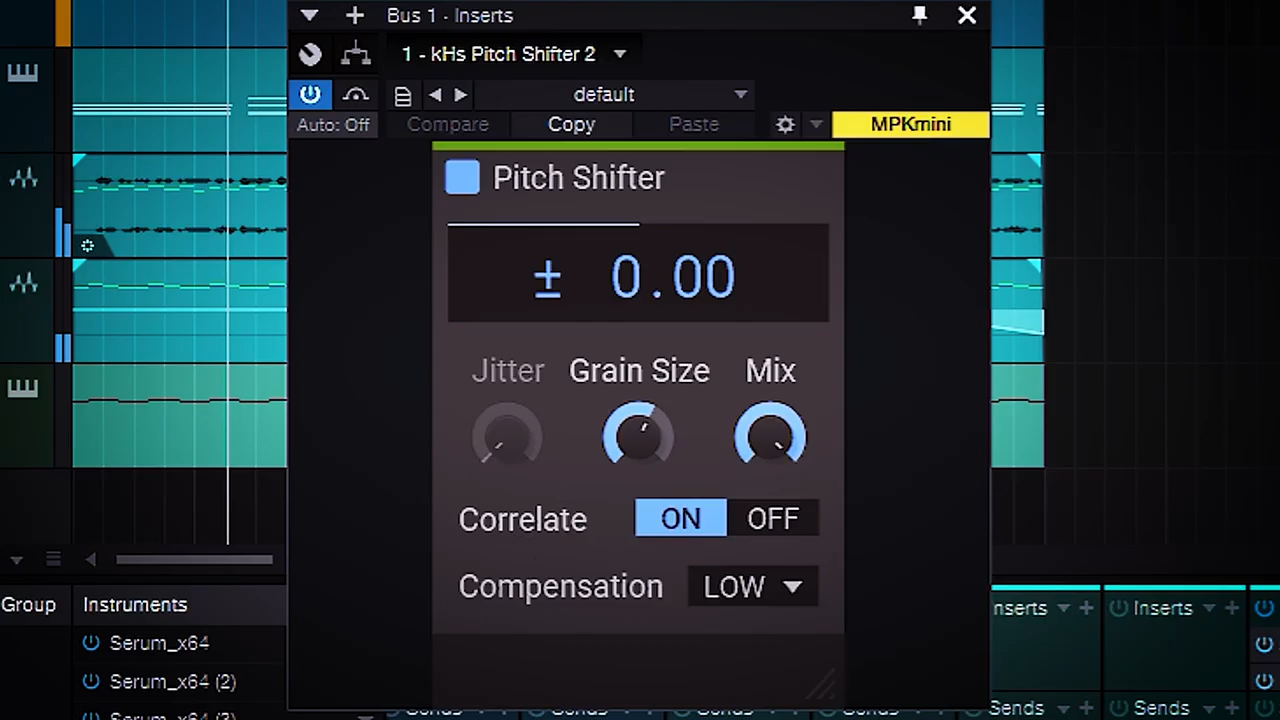 Bus 1 - Inserts
1 - kHs Pitch Shifter 2
default
Auto: Off Compare Copy Paste MPKmini
Pitch Shifter
± 0.00
Jitter Grain Size Mix
Correlate ON OFF
Compensation LOW
Group Instruments Inserts
Serum_x64
Serum_x64 (2)
Sends Sends